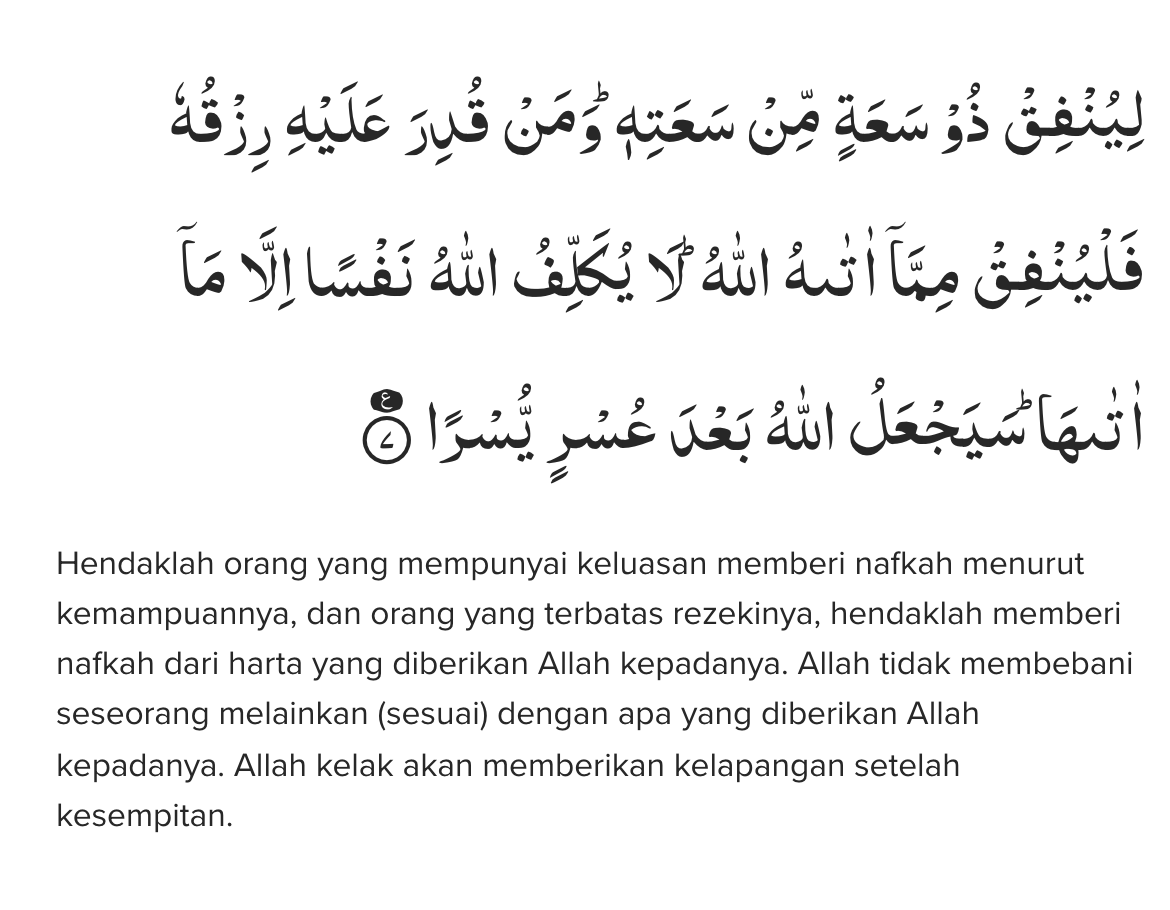 لِيُنْفِقْ ذُوْ سَعَةٍ مِّنْ سَعَتِهٖۗ وَمَنْ قُدِرَ عَلَيْهِ رِزْقُهٗ
فَلْيُنْفِقْ مِمَّآ اٰتٰىهُ اللّٰهُ ۗلَا يُكَلِّفُ اللّٰهُ نَفْسًا اِلَّا مَآ
اٰتٰىهَاۗ سَيَجْعَلُ اللّٰهُ بَعْدَ عُسْرٍ يُّسْرًا ࣖ ٧
Hendaklah orang yang mempunyai keluasan memberi nafkah menurut
kemampuannya, dan orang yang terbatas rezekinya, hendaklah memberi
nafkah dari harta yang diberikan Allah kepadanya. Allah tidak membebani
seseorang melainkan (sesuai) dengan apa yang diberikan Allah
kepadanya. Allah kelak akan memberikan kelapangan setelah
kesempitan.